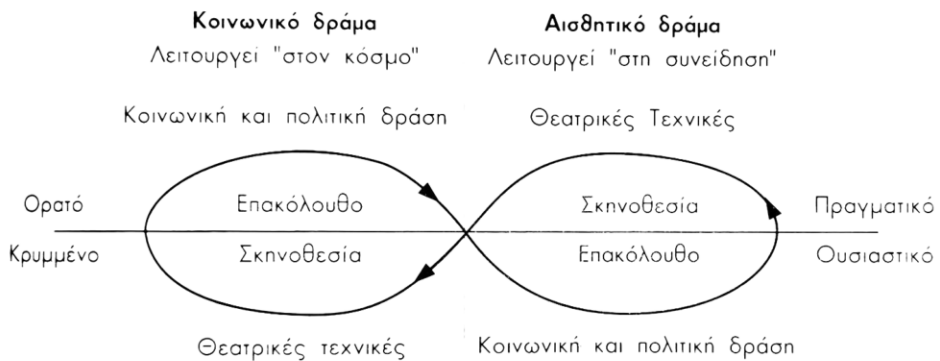 Κοινωνικό δράμα
Λειτουργεί "στον κόσμο"
Αισθητικό δράμα
Λειτουργεί "στη συνείδηση"
Κοινωνική και πολιτική δράση
Θεατρικές Τεχνικές
Ορατό
Επακόλουθο
Σκηνοθεσία
Πραγματικό
Κρυμμένο
Σκηνοθεσία
Επακόλουθο
Ουσιαστικό
Θεατρικές τεχνικές
Κοινωνική και πολιτική δράση